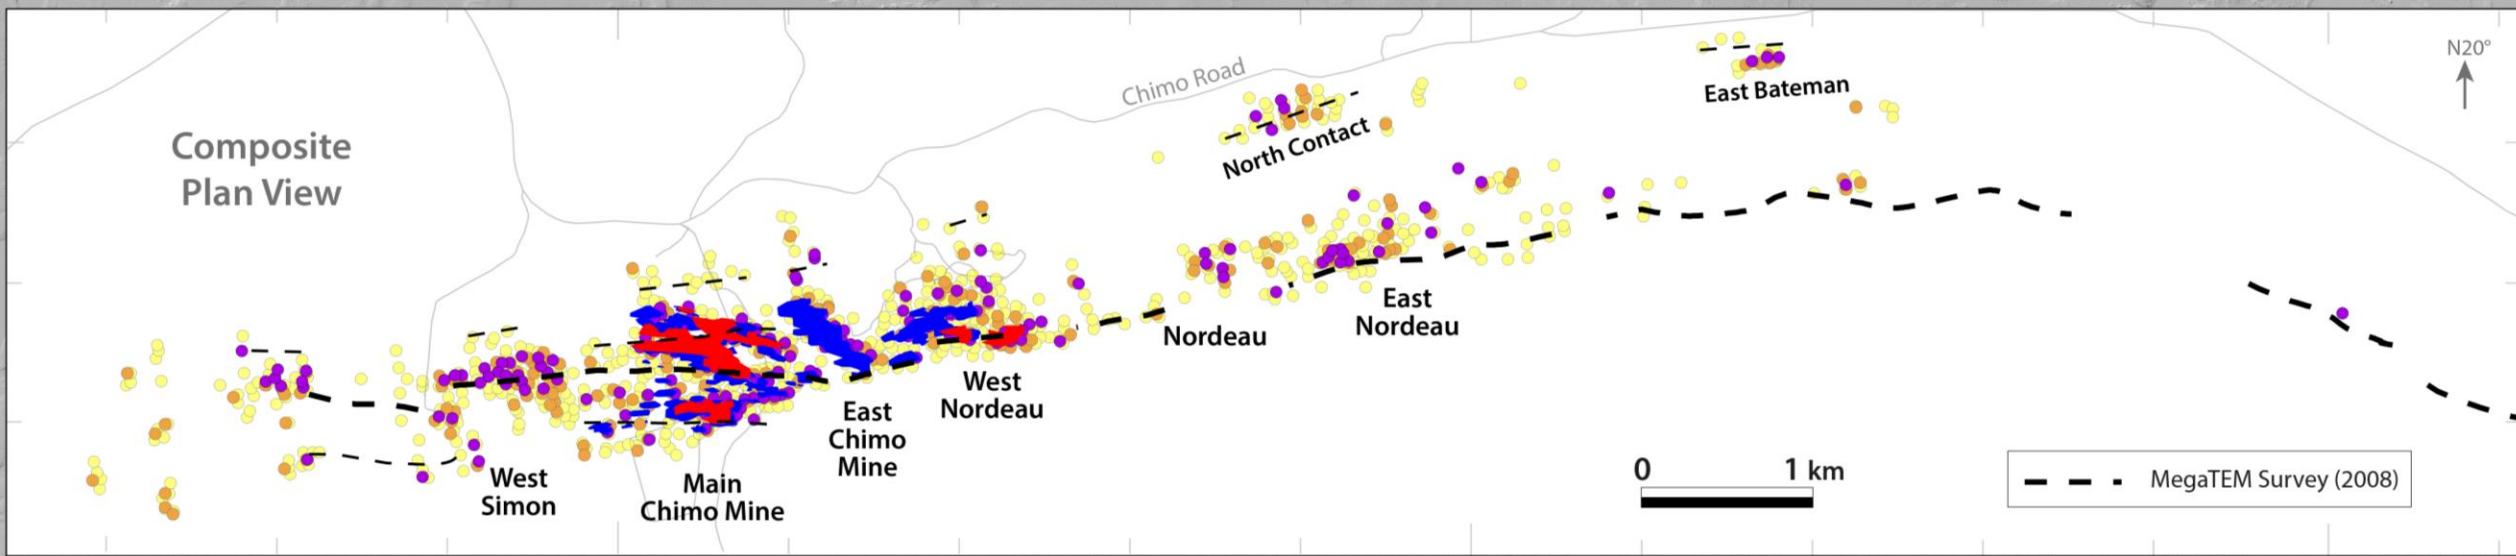 Composite
Plan View
Chimo Road
North Contact
East Bateman
N20°
West
Simon
Main
Chimo Mine
East
Chimo
Mine
West
Nordeau
Nordeau
East
Nordeau
0 1 km
MegaTEM Survey (2008)